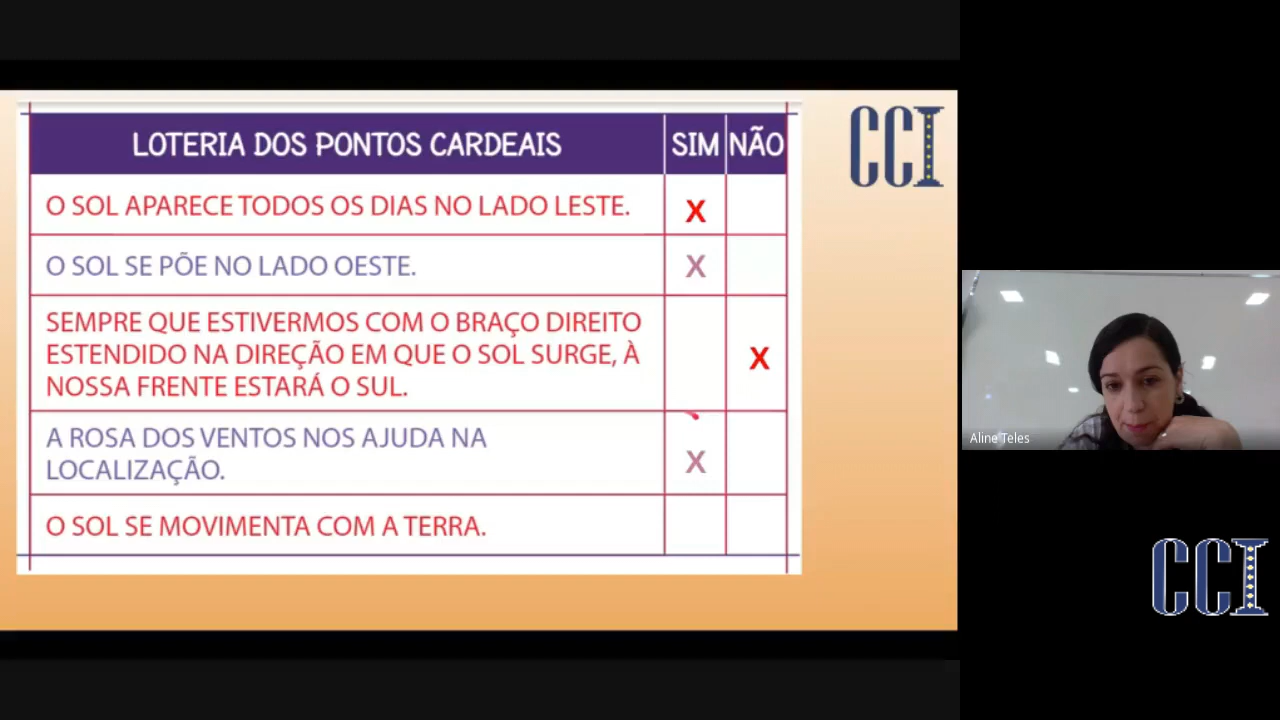 LOTERIA DOS PONTOS CARDEAIS SIM NÃO
O SOL APARECE TODOS OS DIAS NO LADO LESTE. X
O SOL SE PÕE NO LADO OESTE. X
SEMPRE QUE ESTIVERMOS COM O BRAÇO DIREITO
ESTENDIDO NA DIREÇÃO EM QUE O SOL SURGE, À X
NOSSA FRENTE ESTARÁ O SUL.
A ROSA DOS VENTOS NOS AJUDA NA
LOCALIZAÇÃO. X
O SOL SE MOVIMENTA COM A TERRA.
CCI
Aline Teles
CCI